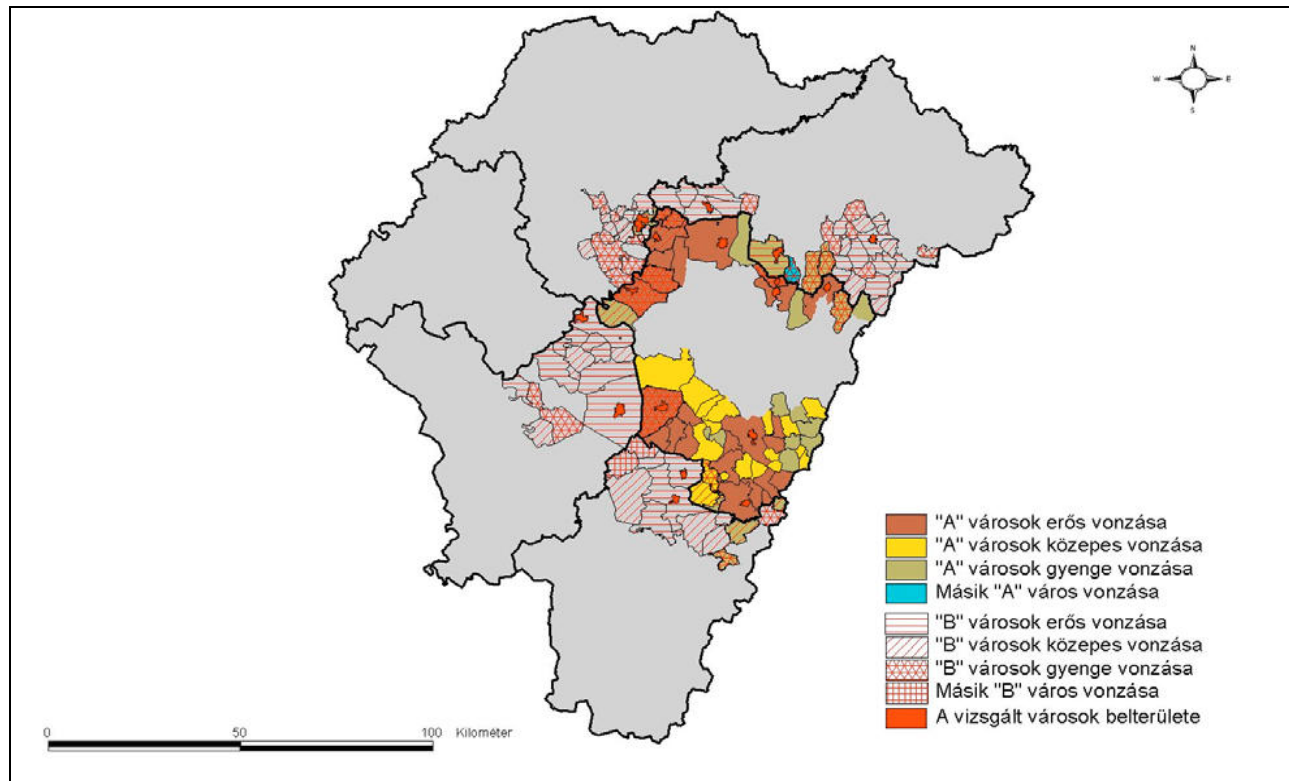 N
W E
S
"A" városok erős vonzása
"A" városok közepes vonzása
"A" városok gyenge vonzása
Másik "A" város vonzása
"B" városok erős vonzása
"B" városok közepes vonzása
"B" városok gyenge vonzása
Másik "B" város vonzása
A vizsgált városok belterülete
0 50 100 Kilométer